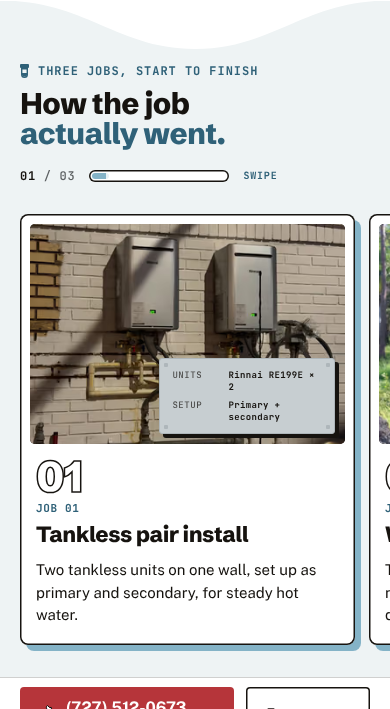 THREE JOBS, START TO FINISH
How the job
actually went.
01 / 03
SWIPE
UNITS Rinnai RE199E ×
2
SETUP Primary +
secondary
01
JOB 01
Tankless pair install
Two tankless units on one wall, set up as
primary and secondary, for steady hot
water.
(727) 512-0673